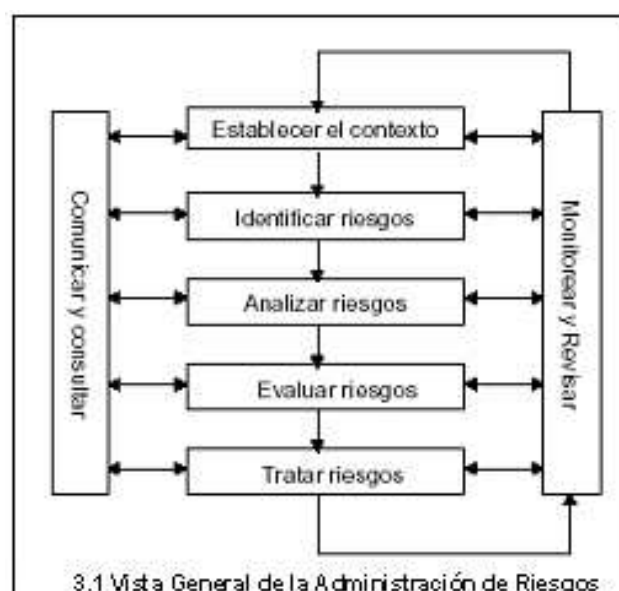 Establecer el contexto
Comunicar y consultar
Identificar riesgos
Monitorear y Revisar
Analizar riesgos
Evaluar riesgos
Tratar riesgos
3.1 Vista General de la Administración de Riesgos